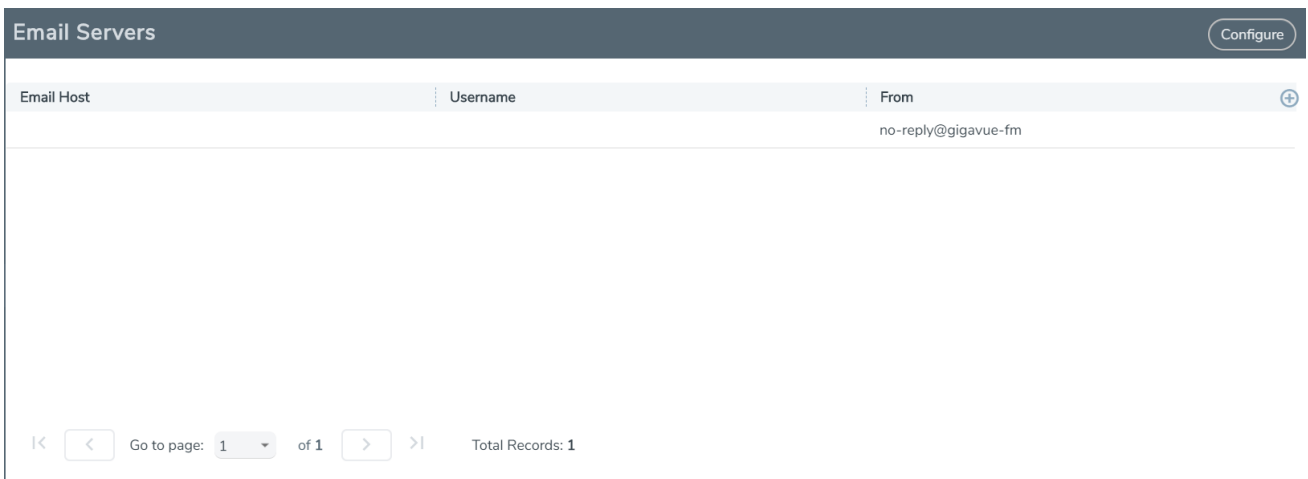 Email Servers
Configure
Email Host Username From
no-reply@gigavue-fm
Go to page: 1 of 1 Total Records: 1